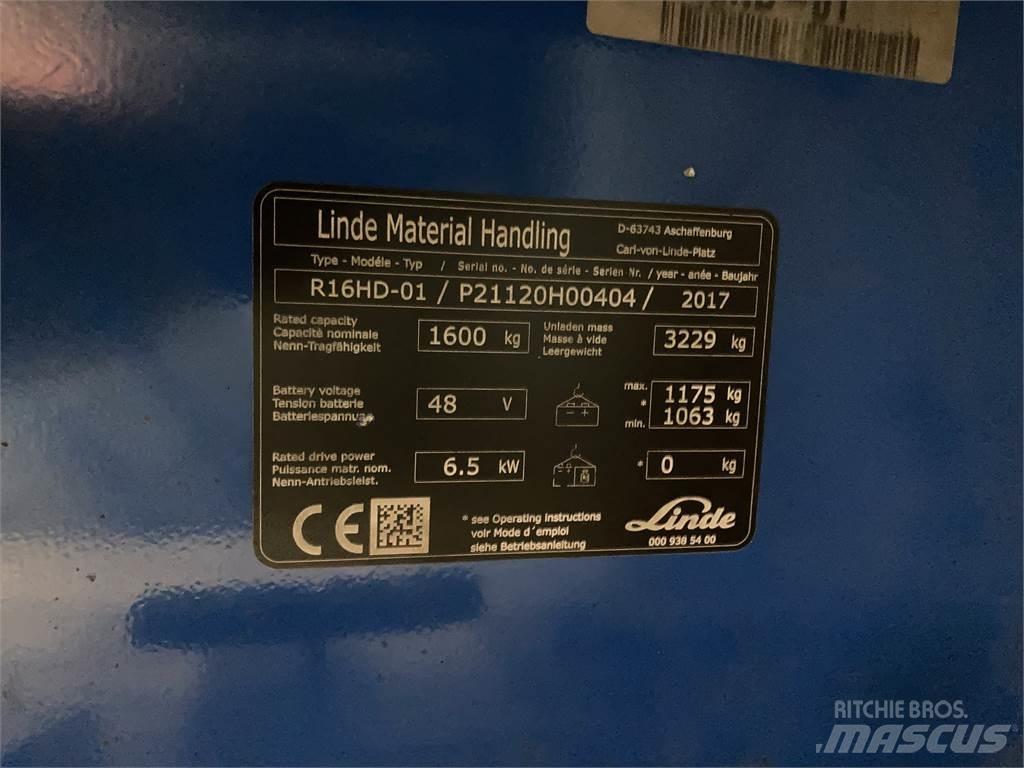 Linde Material Handling
D-63743 Aschaffenburg
Carl-von-Linde-Platz
Type - Modéle - Typ / Serial no. - No. de série - Serien Nr. / year - anée - Baujahr
R16HD-01 / P21120H00404 / 2017
Rated capacity
Capacité nominale
Nenn-Tragfähigkeit
1600 kg
Unladen mass
Masse à vide
Leergewicht
3229 kg
Battery voltage
Tension batterie
Batteriespannung
48 V
max. 1175 kg
*
min. 1063 kg
Rated drive power
Puissance matr. nom.
Nenn-Antriebsleist.
6.5 kW
* 0 kg
CE
* see Operating Instructions
voir Mode d´emploi
siehe Betriebsanleitung
Linde
000 938 54 00
RITCHIE BROS.
MASCUS